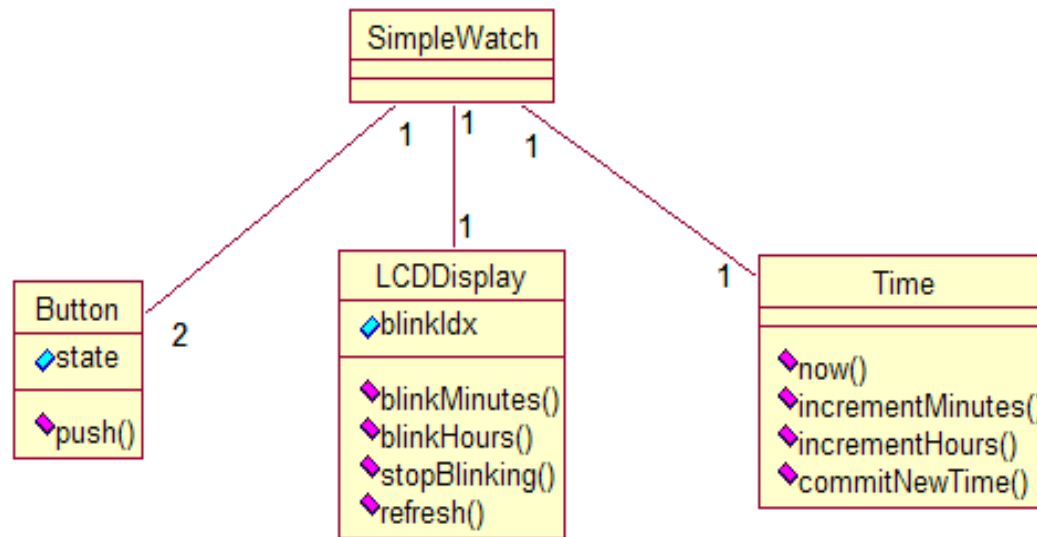 SimpleWatch
1
1
1
2
1
1
Button
state
push()
LCDDisplay
blinkIdx
blinkMinutes()
blinkHours()
stopBlinking()
refresh()
Time
now()
incrementMinutes()
incrementHours()
commitNewTime()